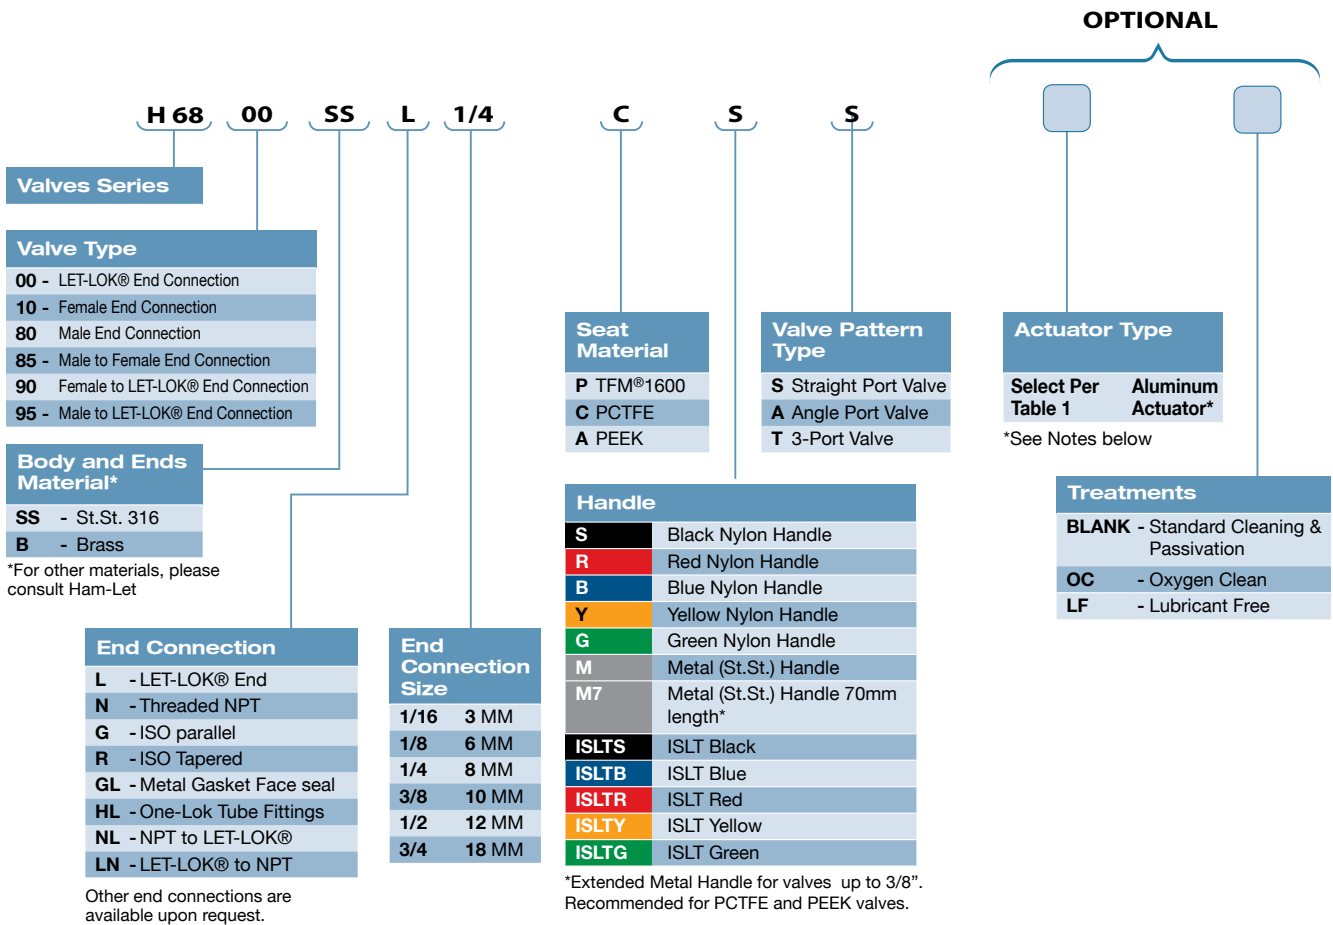 OPTIONAL
H 68 00 SS L 1/4 C S S
Valves Series
Valve Type
00 - LET-LOK® End Connection
10 - Female End Connection
80 Male End Connection
85 - Male to Female End Connection
90 Female to LET-LOK® End Connection
95 - Male to LET-LOK® End Connection
Body and Ends
Material*
SS - St.St. 316
B - Brass
*For other materials, please
consult Ham-Let
End Connection
L - LET-LOK® End
N - Threaded NPT
G - ISO parallel
R - ISO Tapered
GL - Metal Gasket Face seal
HL - One-Lok Tube Fittings
NL - NPT to LET-LOK®
LN - LET-LOK® to NPT
Other end connections are
available upon request.
End
Connection
Size
1/16 3 MM
1/8 6 MM
1/4 8 MM
3/8 10 MM
1/2 12 MM
3/4 18 MM
Seat
Material
P TFM®1600
C PCTFE
A PEEK
Valve Pattern
Type
S Straight Port Valve
A Angle Port Valve
T 3-Port Valve
Handle
S Black Nylon Handle
R Red Nylon Handle
B Blue Nylon Handle
Y Yellow Nylon Handle
G Green Nylon Handle
M Metal (St.St.) Handle
M7 Metal (St.St.) Handle 70mm
length*
ISLTS ISLT Black
ISLTB ISLT Blue
ISLTR ISLT Red
ISLTY ISLT Yellow
ISLTG ISLT Green
*Extended Metal Handle for valves up to 3/8”.
Recommended for PCTFE and PEEK valves.
Actuator Type
Select Per Aluminum
Table 1 Actuator*
*See Notes below
Treatments
BLANK - Standard Cleaning &
Passivation
OC - Oxygen Clean
LF - Lubricant Free